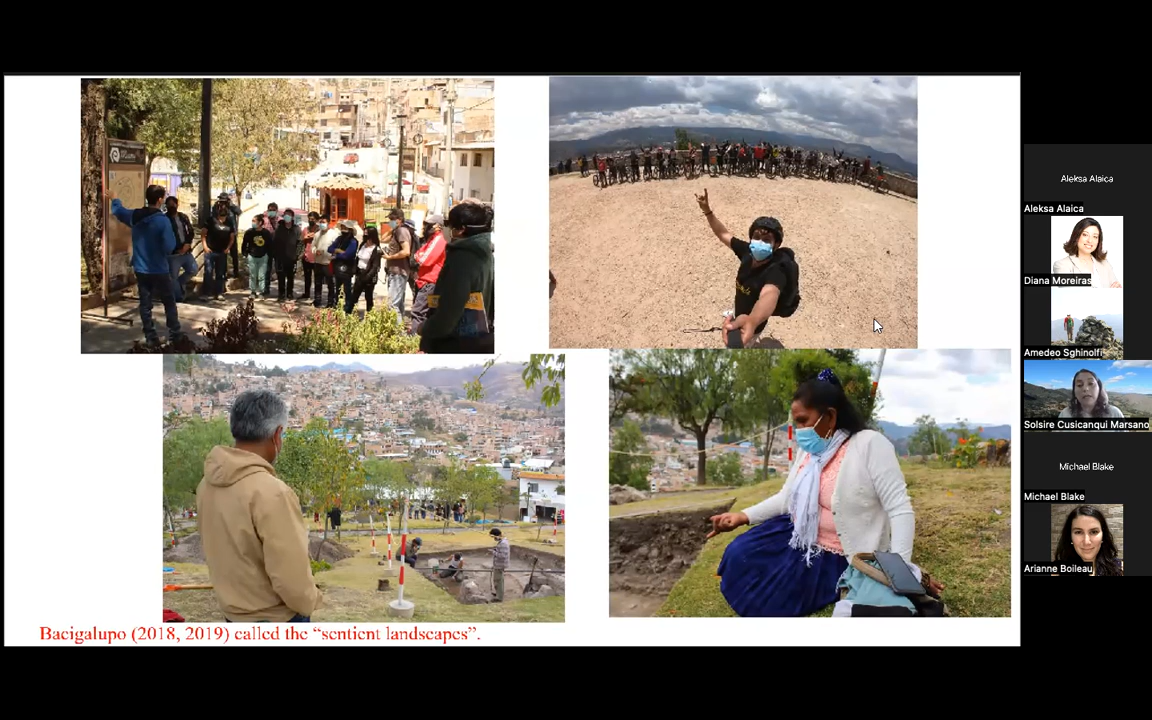 Bacigalupo (2018, 2019) called the “sentient landscapes”.
Aleksa Alaica
Aleksa Alaica
Diana Moreiras
Amedeo Sghinolfi
Solsire Cusicanqui Marsano
Michael Blake
Michael Blake
Arianne Boileau